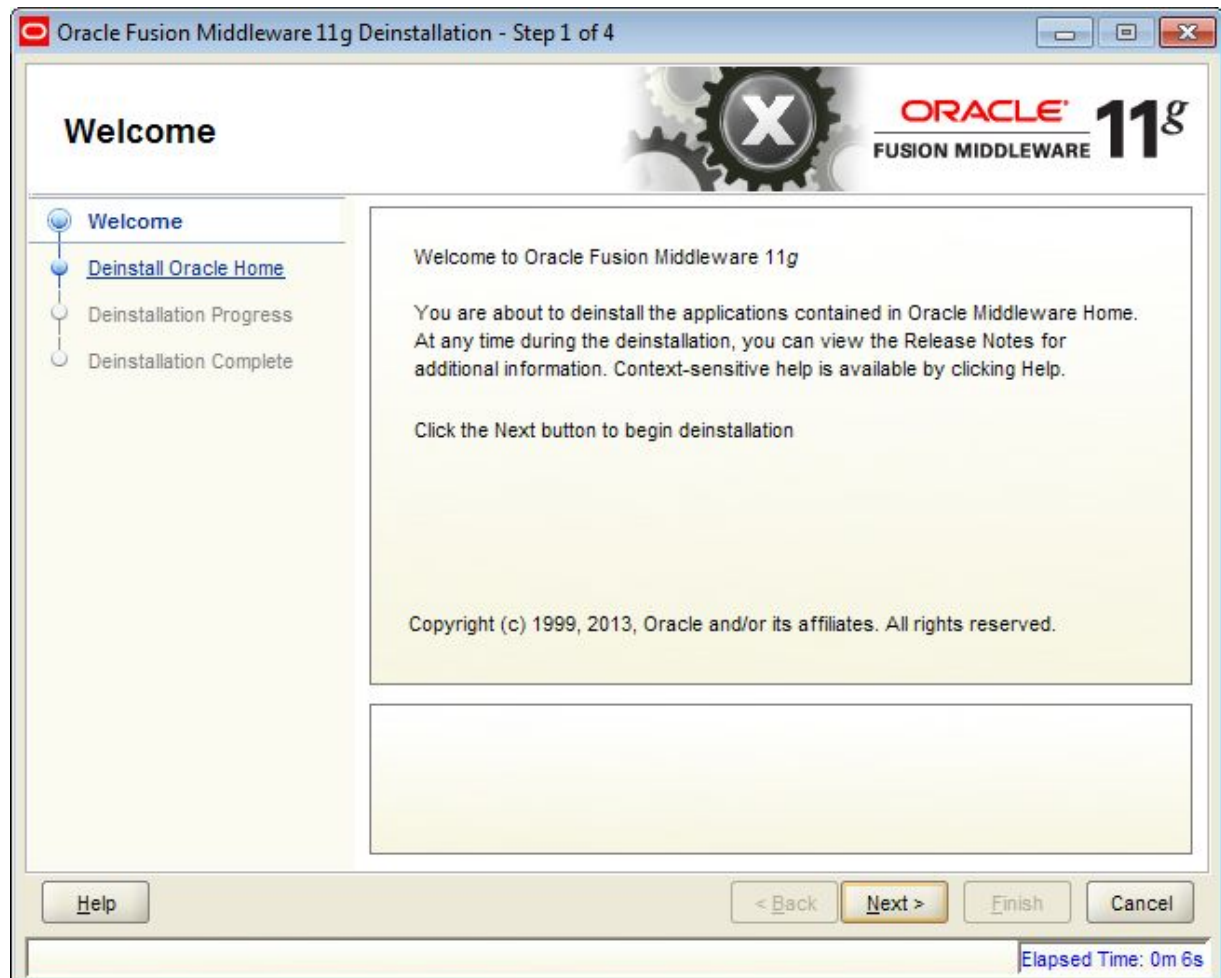 Oracle Fusion Middleware 11g Deinstallation - Step 1 of 4
Welcome
ORACLE
FUSION MIDDLEWARE
11g
Welcome
Deinstall Oracle Home
Deinstallation Progress
Deinstallation Complete
Welcome to Oracle Fusion Middleware 11g
You are about to deinstall the applications contained in Oracle Middleware Home.
At any time during the deinstallation, you can view the Release Notes for
additional information. Context-sensitive help is available by clicking Help.
Click the Next button to begin deinstallation
Copyright (c) 1999, 2013, Oracle and/or its affiliates. All rights reserved.
Help
< Back
Next >
Finish
Cancel
Elapsed Time: 0m 6s